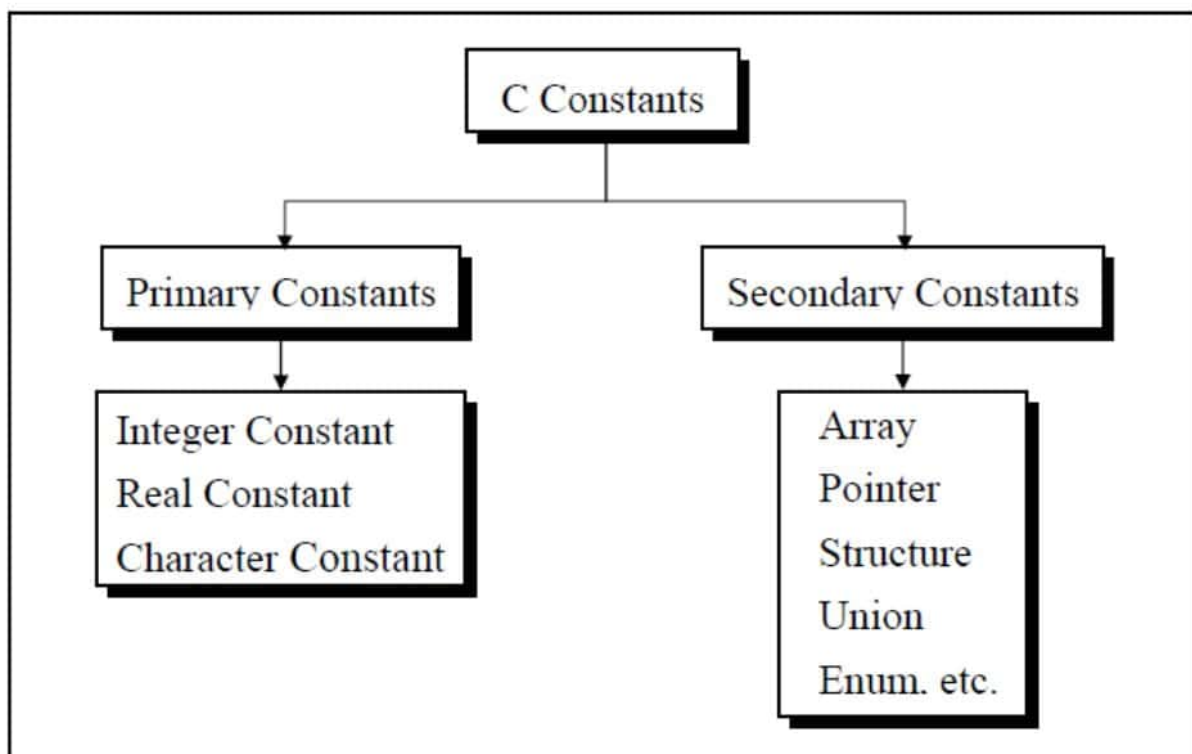 C Constants
Primary Constants
Secondary Constants
Integer Constant
Real Constant
Character Constant
Array
Pointer
Structure
Union
Enum. etc.